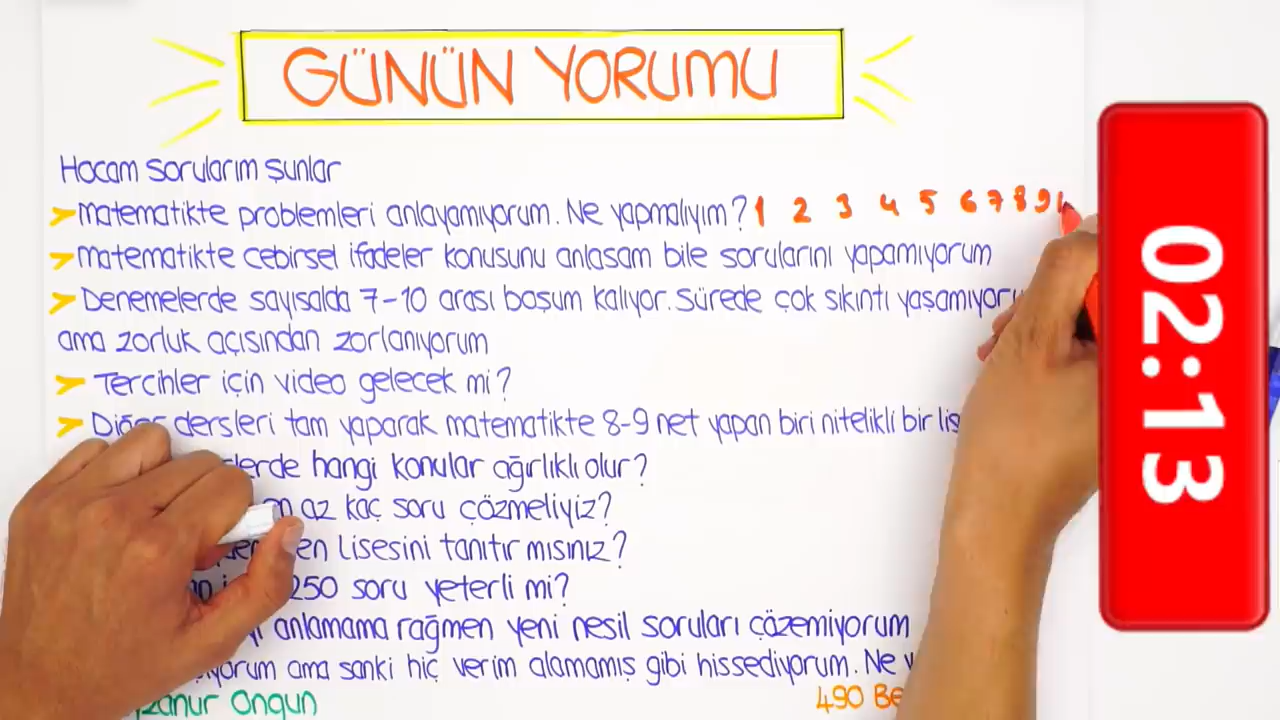 GÜNÜN YORUMU
Hocam sorularım şunlar
➤ Matematikte problemleri anlayamıyorum. Ne yapmalıyım? 1 2 3 4 5 6 7 8 9
➤ Matematikte cebirsel ifadeler konusunu anlasam bile sorularını yapamıyorum
➤ Denemelerde sayısalda 7-10 arası boşum kalıyor. Sürede çok sıkıntı
ama zorluk açısından zorlanıyorum
➤ Tercihler için video gelecek mi?
➤ Diğer dersleri tam yaparak matematikte 8-9 net yapan biri nitelikli bir
hangi konular ağırlıklı olur?
az kaç soru çözmeliyiz?
Lisesini tanıtır mısınız?
250 soru yeterli mi?
anlamama rağmen yeni nesil soruları çözemiyorum
ama sanki hiç verim alamamış gibi hissediyorum. Ne
Ongun
490
02:13